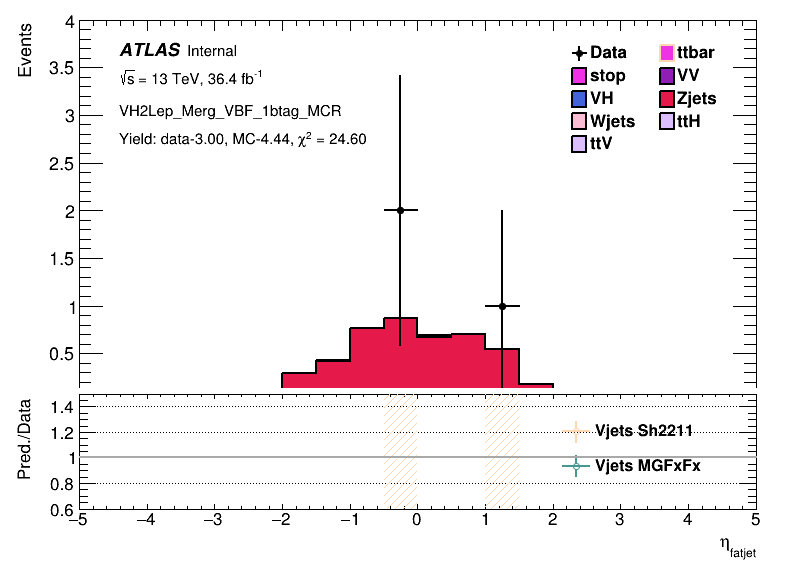 Events
4
3.5
3
2.5
2
1.5
1
0.5
ATLAS Internal
√s = 13 TeV, 36.4 fb⁻¹
VH2Lep_Merg_VBF_1btag_MCR
Yield: data-3.00, MC-4.44, χ² = 24.60
Data ttbar
stop VV
VH Zjets
Wjets ttH
ttV
Pred./Data
1.4
1.2
1
0.8
0.6
Vjets Sh2211
Vjets MGFxFx
−5 −4 −3 −2 −1 0 1 2 3 4 5
η_fatjet